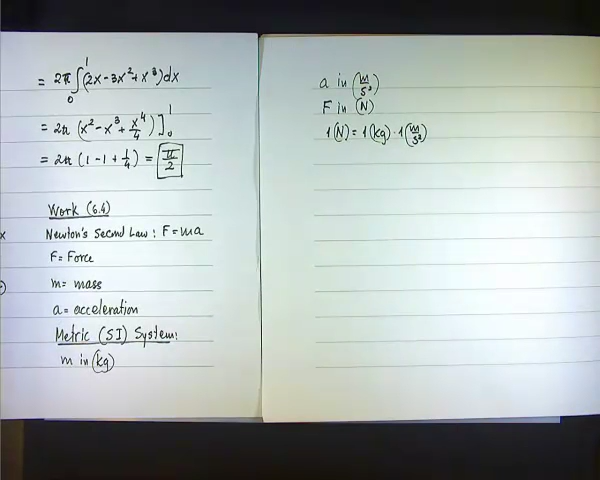 = 2π ∫₀¹ (2x-3x²+x³)dx
= 2π (x²-x³+x⁴/4)]₀¹
= 2π (1-1+1/4) = π/2
Work (6.4)
Newton's Second Law: F=ma
F= Force
m= mass
a= acceleration
Metric (SI) System:
m in (kg)
a in (m/s²)
F in (N)
1(N) = 1(kg)·1(m/s²)